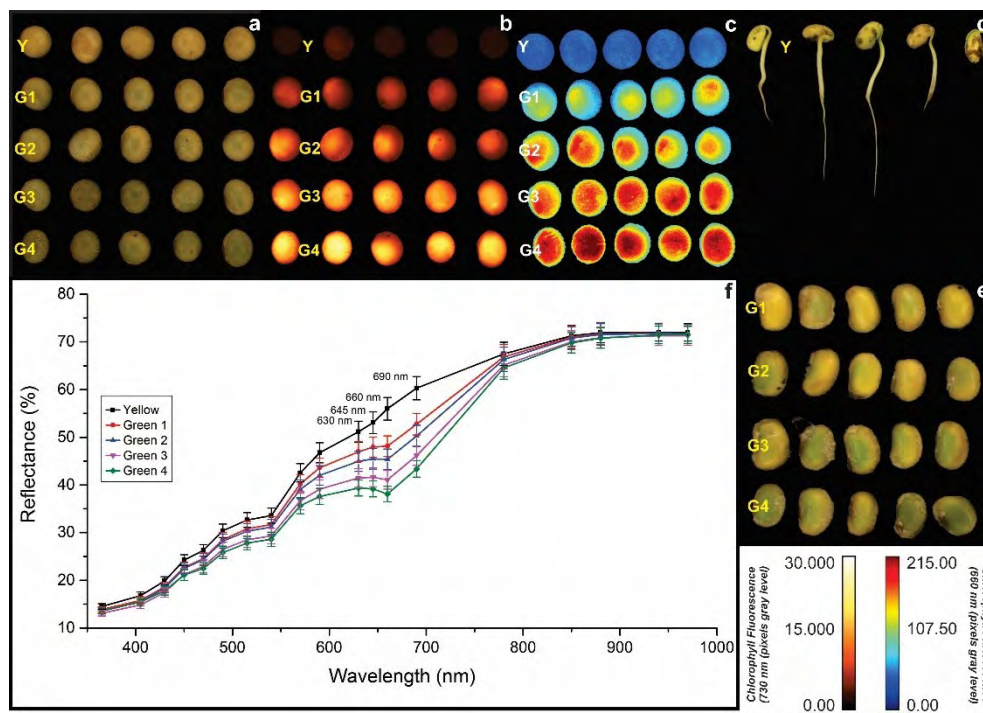 a
b
c
d
Y
Y
Y
Y
G1
G1
G1
G2
G2
G2
G3
G3
G3
G4
G4
G4
f
80
70
60
50
40
30
20
10
Reflectance (%)
400
500
600
700
800
900
1000
Wavelength (nm)
Yellow
Green 1
Green 2
Green 3
Green 4
630 nm
645 nm
660 nm
690 nm
e
G1
G2
G3
G4
Chlorophyll Fluorescence
(730 nm (pixels gray level)
30.000
15.000
0.00
215.00
107.50
0.00
(660 nm (pixels gray level)